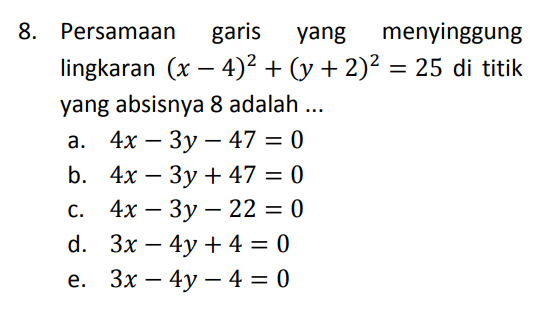 8. Persamaan garis yang menyinggung
lingkaran (x − 4)² + (y + 2)² = 25 di titik
yang absisnya 8 adalah ...
a. 4x − 3y − 47 = 0
b. 4x − 3y + 47 = 0
c. 4x − 3y − 22 = 0
d. 3x − 4y + 4 = 0
e. 3x − 4y − 4 = 0